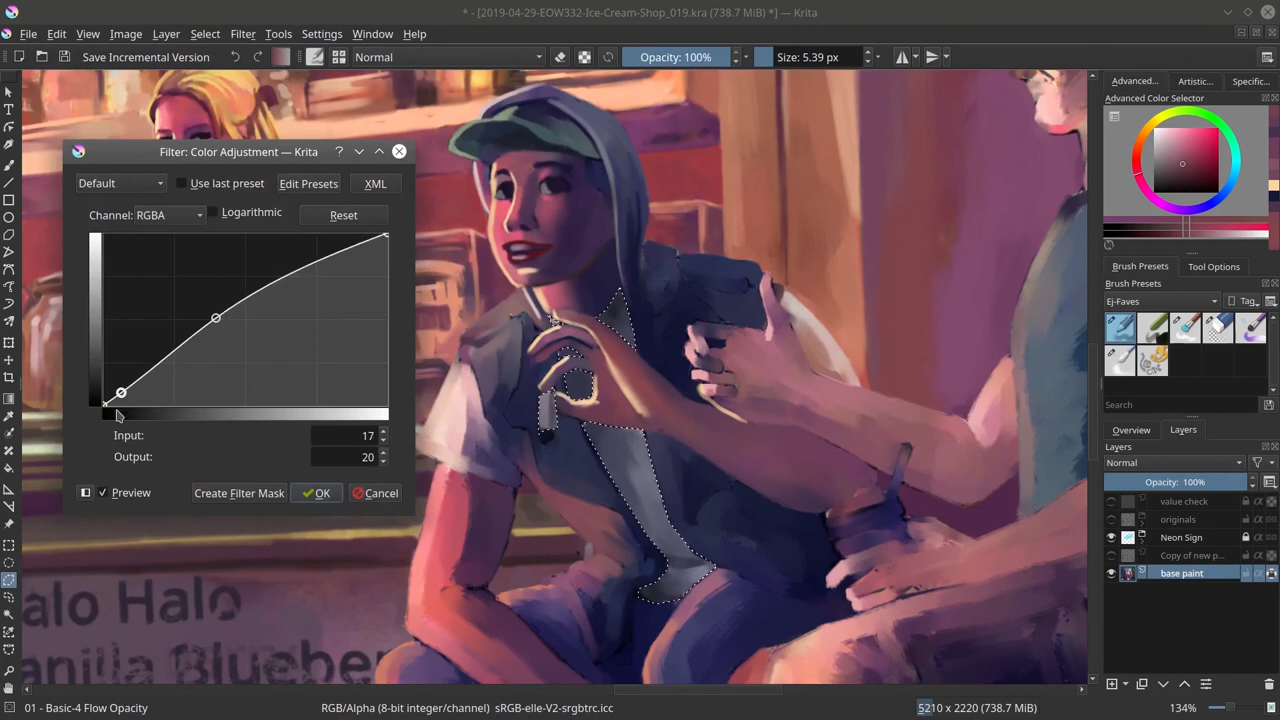 * - [2019-04-29-EOW332-Ice-Cream-Shop_019.kra (738.7 MiB) *] — Krita
File Edit View Image Layer Select Filter Tools Settings Window Help
Save Incremental Version Normal Opacity: 100% Size: 5.39 px
Advanced... Artistic... Specific...
Advanced Color Selector
Filter: Color Adjustment — Krita
Default Use last preset Edit Presets XML
Channel: RGBA Logarithmic Reset
Input: 17
Output: 20
Preview Create Filter Mask OK Cancel
Brush Presets Tool Options
Brush Presets
Ej-Faves Tag
Search
Overview Layers
Layers
Normal
Opacity: 100%
value check
originals
Neon Sign
Copy of new p...
base paint
alo Halo
anilla Blueber
01 - Basic-4 Flow Opacity RGB/Alpha (8-bit integer/channel) sRGB-elle-V2-srgbtrc.icc 5210 x 2220 (738.7 MiB) 134%